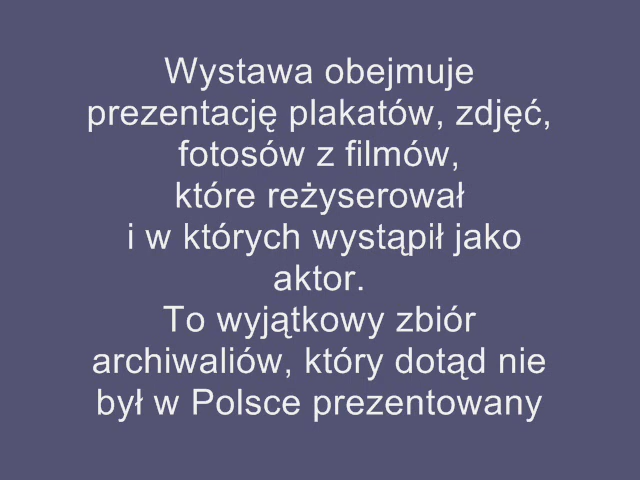 Wystawa obejmuje
prezentację plakatów, zdjęć,
fotosów z filmów,
które reżyserował
i w których wystąpił jako
aktor.
To wyjątkowy zbiór
archiwaliów, który dotąd nie
był w Polsce prezentowany